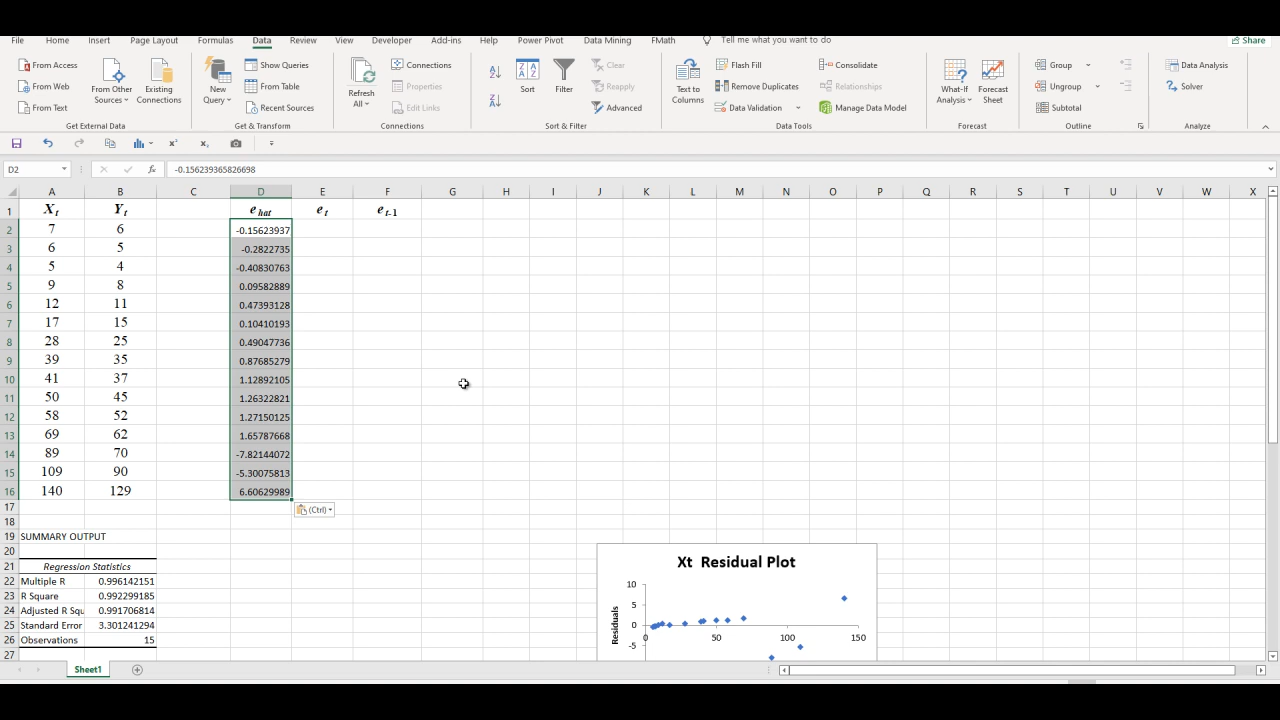 File Home Insert Page Layout Formulas Data Review View Developer Add-ins Help Power Pivot Data Mining FMath Tell me what you want to do Share
From Access
From Web
From Text
From Other Sources
Existing Connections
Get External Data
New Query
Show Queries
From Table
Recent Sources
Get & Transform
Refresh All
Connections
Properties
Edit Links
Connections
Sort
Filter
Clear
Reapply
Advanced
Sort & Filter
Text to Columns
Flash Fill
Remove Duplicates
Data Validation
Consolidate
Relationships
Manage Data Model
Data Tools
What-If Analysis
Forecast Sheet
Forecast
Group
Ungroup
Subtotal
Outline
Data Analysis
Solver
Analyze
D2 fx -0.156239365826698
A B C D E F G H I J K L M N O P Q R S T U V W X
1 Xt Yt e hat et et-1
2 7 6 -0.15623937
3 6 5 -0.2822735
4 5 4 -0.40830763
5 9 8 0.09582889
6 12 11 0.47393128
7 17 15 0.10410193
8 28 25 0.49047736
9 39 35 0.87685279
10 41 37 1.12892105
11 50 45 1.26322821
12 58 52 1.27150125
13 69 62 1.65787668
14 89 70 -7.82144072
15 109 90 -5.30075813
16 140 129 6.60629989
17 (Ctrl)
18
19 SUMMARY OUTPUT
20
21 Regression Statistics
22 Multiple R 0.996142151
23 R Square 0.992299185
24 Adjusted R Squ 0.991706814
25 Standard Error 3.301241294
26 Observations 15
27
Xt Residual Plot
Residuals
10
5
0
-5
0 50 100 150
Sheet1